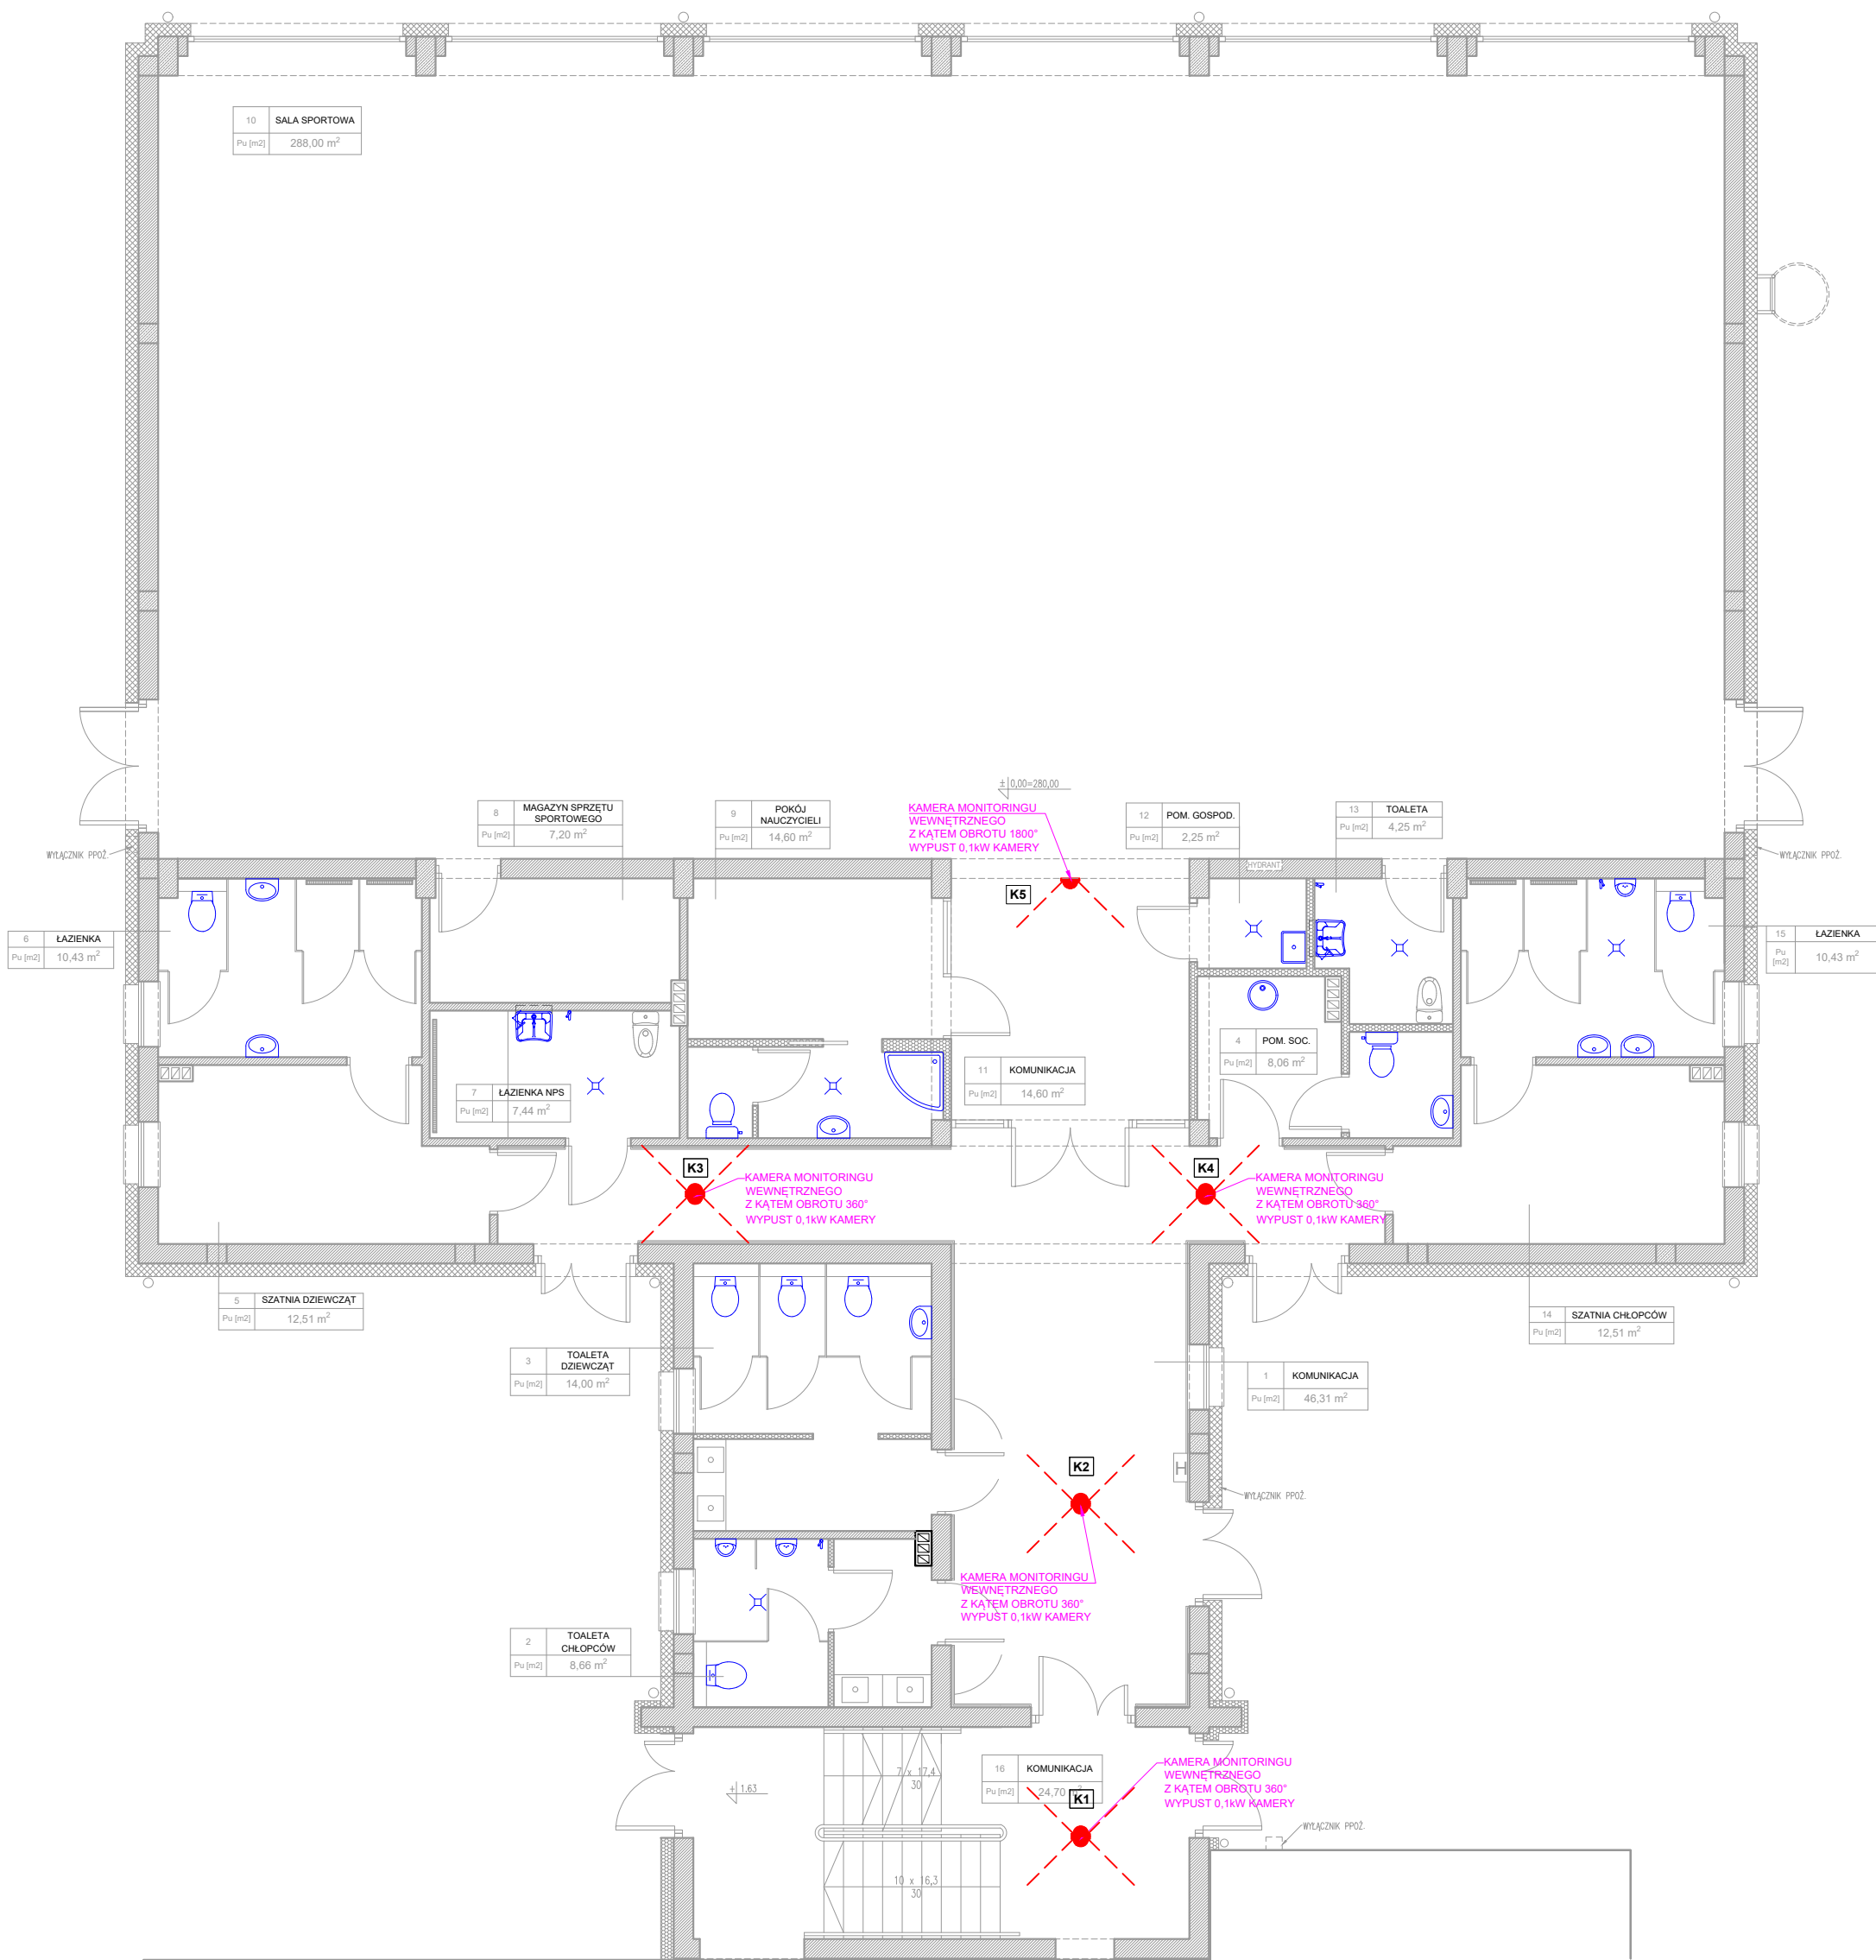 10 SALA SPORTOWA
Pu [m2] 288,00 m²
±0,00=280,00
8 MAGAZYN SPRZĘTU
SPORTOWEGO
Pu [m2] 7,20 m²
9 POKÓJ
NAUCZYCIELI
Pu [m2] 14,60 m²
KAMERA MONITORINGU
WEWNĘTRZNEGO
Z KĄTEM OBROTU 1800°
WYPUST 0,1kW KAMERY
12 POM. GOSPOD.
Pu [m2] 2,25 m²
13 TOALETA
Pu [m2] 4,25 m²
WYŁĄCZNIK PPOŻ.
WYŁĄCZNIK PPOŻ.
HYDRANT
K5
6 ŁAZIENKA
Pu [m2] 10,43 m²
15 ŁAZIENKA
Pu
[m2] 10,43 m²
4 POM. SOC.
Pu [m2] 8,06 m²
11 KOMUNIKACJA
Pu [m2] 14,60 m²
7 ŁAZIENKA NPS
Pu [m2] 7,44 m²
K3
KAMERA MONITORINGU
WEWNĘTRZNEGO
Z KĄTEM OBROTU 360°
WYPUST 0,1kW KAMERY
K4
KAMERA MONITORINGU
WEWNĘTRZNEGO
Z KĄTEM OBROTU 360°
WYPUST 0,1kW KAMERY
5 SZATNIA DZIEWCZĄT
Pu [m2] 12,51 m²
14 SZATNIA CHŁOPCÓW
Pu [m2] 12,51 m²
3 TOALETA
DZIEWCZĄT
Pu [m2] 14,00 m²
1 KOMUNIKACJA
Pu [m2] 46,31 m²
K2
H
WYŁĄCZNIK PPOŻ.
KAMERA MONITORINGU
WEWNĘTRZNEGO
Z KĄTEM OBROTU 360°
WYPUST 0,1kW KAMERY
2 TOALETA
CHŁOPCÓW
Pu [m2] 8,66 m²
+1,63
7 x 17,4
30
16 KOMUNIKACJA
Pu [m2] 24,70 m²
K1
KAMERA MONITORINGU
WEWNĘTRZNEGO
Z KĄTEM OBROTU 360°
WYPUST 0,1kW KAMERY
WYŁĄCZNIK PPOŻ.
10 x 16,3
30